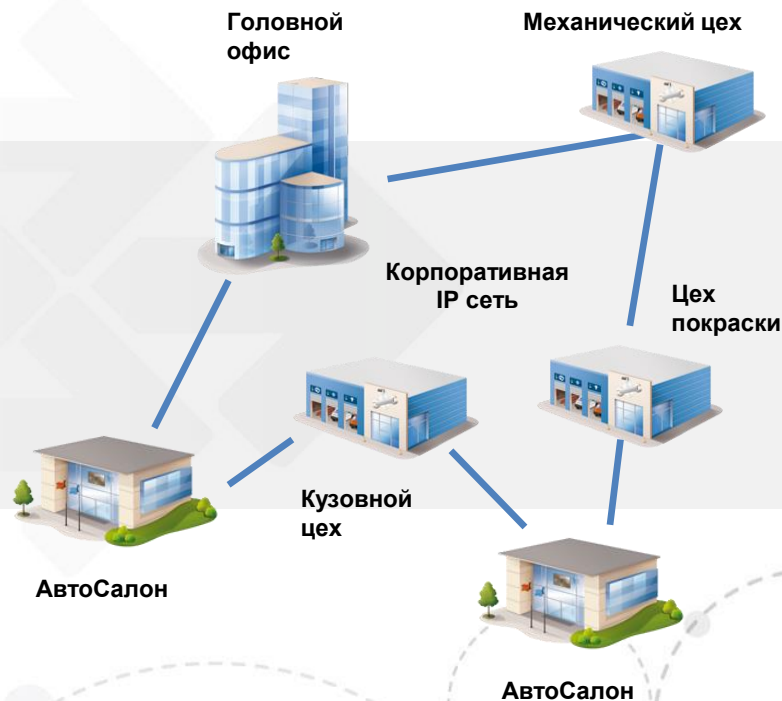 Головной
офис
Механический цех
Корпоративная
IP сеть
Цех
покраски
Кузовной
цех
АвтоСалон
АвтоСалон